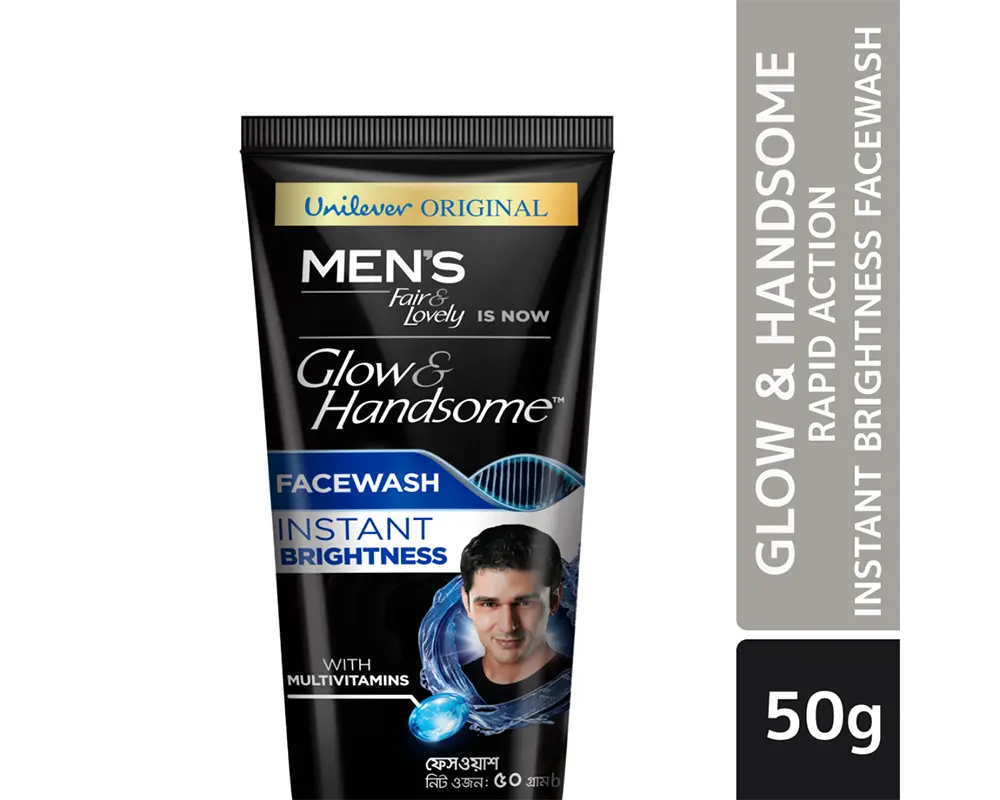 Unilever ORIGINAL
MEN'S
Fair &
Lovely IS NOW
Glow &
Handsome™
FACEWASH
INSTANT
BRIGHTNESS
WITH
MULTIVITAMINS
ফেসওয়াশ
নিট ওজন: ৫০ গ্রাম b
GLOW & HANDSOME
RAPID ACTION
INSTANT BRIGHTNESS FACEWASH
50g